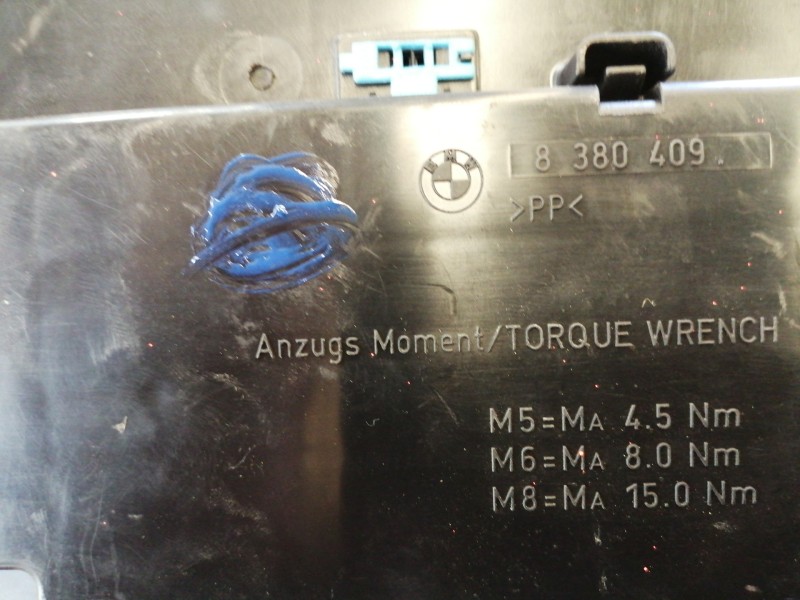 BMW
8 380 409
>PP<
Anzugs Moment/TORQUE WRENCH
M5=MA 4.5 Nm
M6=MA 8.0 Nm
M8=MA 15.0 Nm